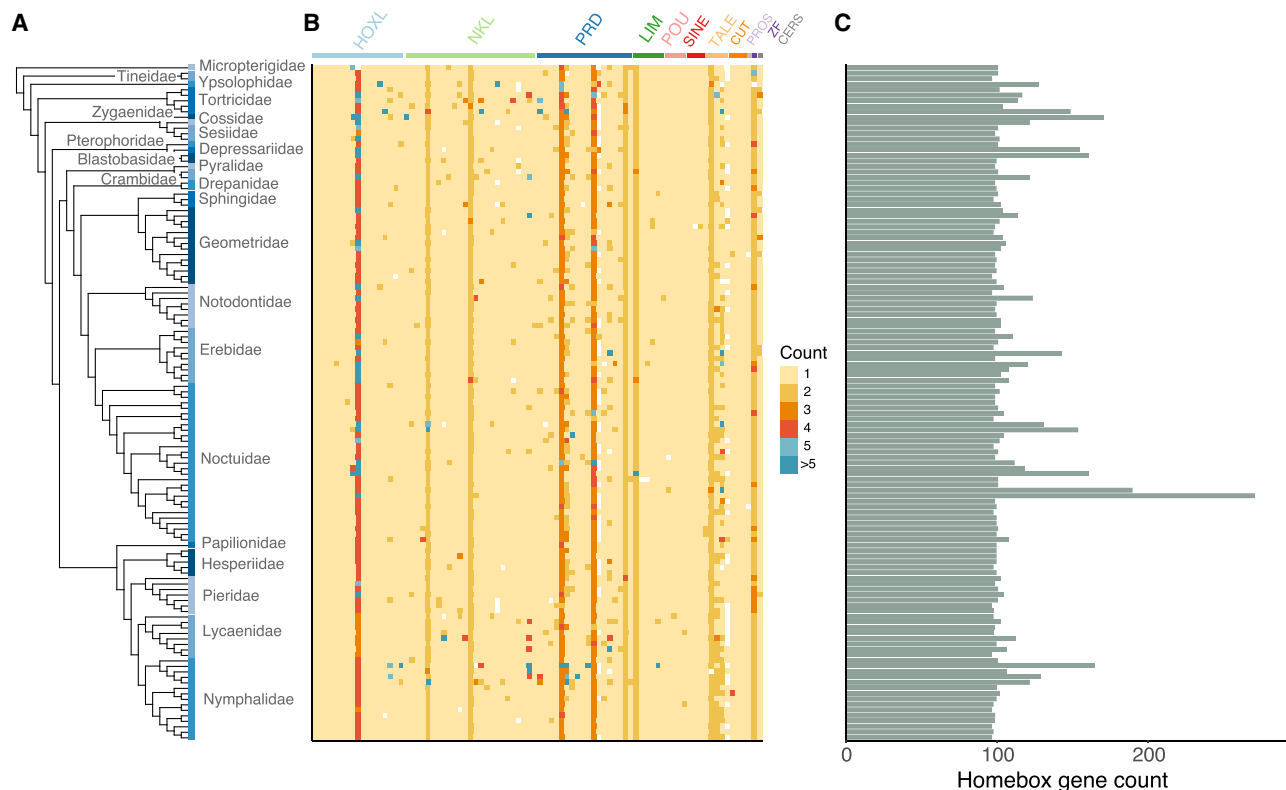 A
B
C
HOXL
NKL
PRD
LIM
POU
SINE
TALE
CUT
PROS
ZF
CERS
Micropterigidae
Tineidae
Ypsolophidae
Tortricidae
Zygaenidae
Cossidae
Sesiidae
Pterophoridae
Depressariidae
Blastobasidae
Pyralidae
Crambidae
Drepanidae
Sphingidae
Geometridae
Notodontidae
Erebidae
Noctuidae
Papilionidae
Hesperiidae
Pieridae
Lycaenidae
Nymphalidae
Count
1
2
3
4
5
>5
0
100
200
Homebox gene count